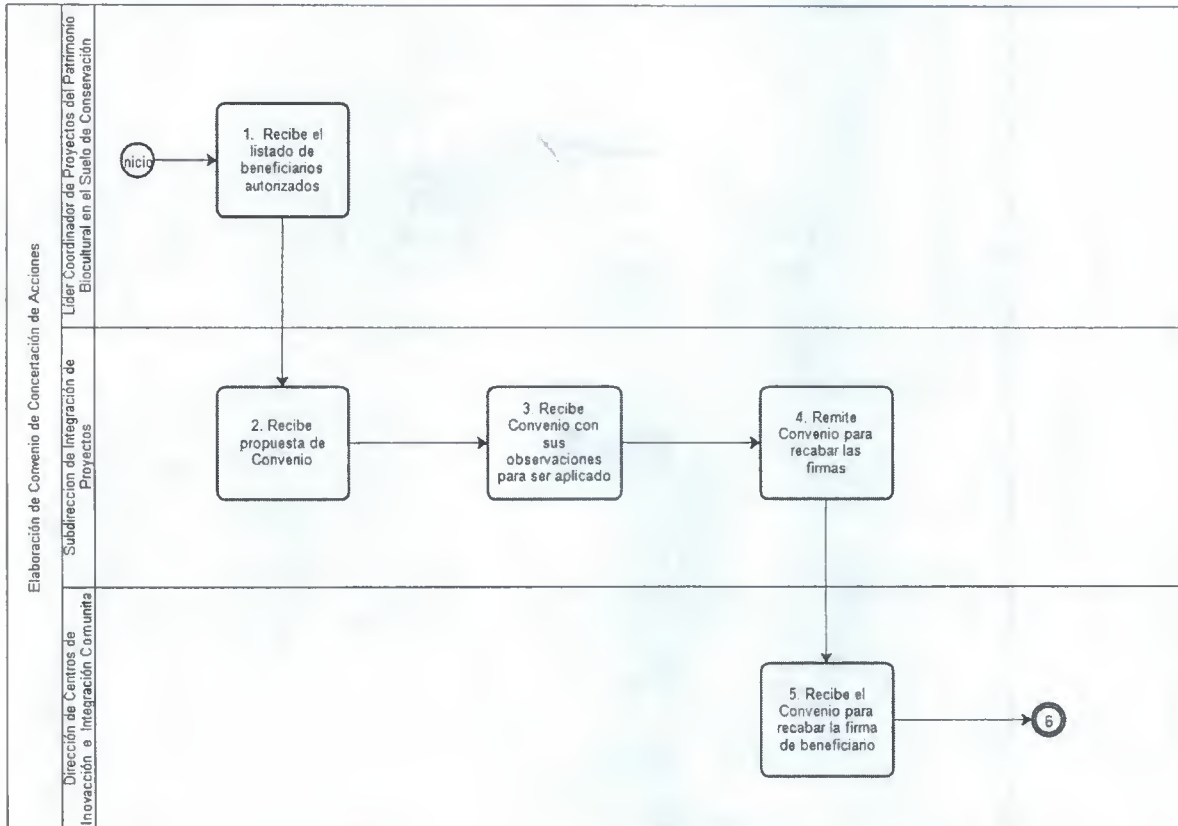 Elaboración de Convenio de Concertación de Acciones
Líder Coordinador de Proyectos del Patrimonio
Biocultural en el Suelo de Conservación
nicio
1. Recibe el
listado de
beneficiarios
autorizados
Subdireccion de Integración de
Proyectos
2. Recibe
propuesta de
Convenio
3. Recibe
Convenio con
sus
observaciones
para ser aplicado
4. Remite
Convenio para
recabar las
firmas
Dirección de Centros de
Inovacción e Integración Comunita
5. Recibe el
Convenio para
recabar la firma
de beneficiario
6